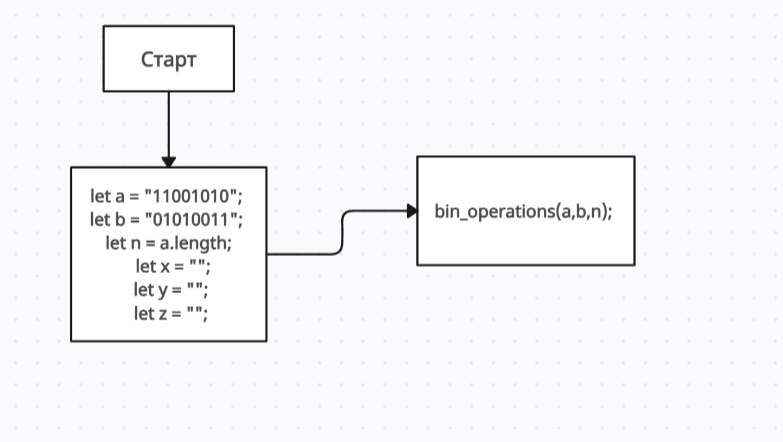 Старт
let a = "11001010";
let b = "01010011";
let n = a.length;
let x = "";
let y = "";
let z = "";
bin_operations(a,b,n);